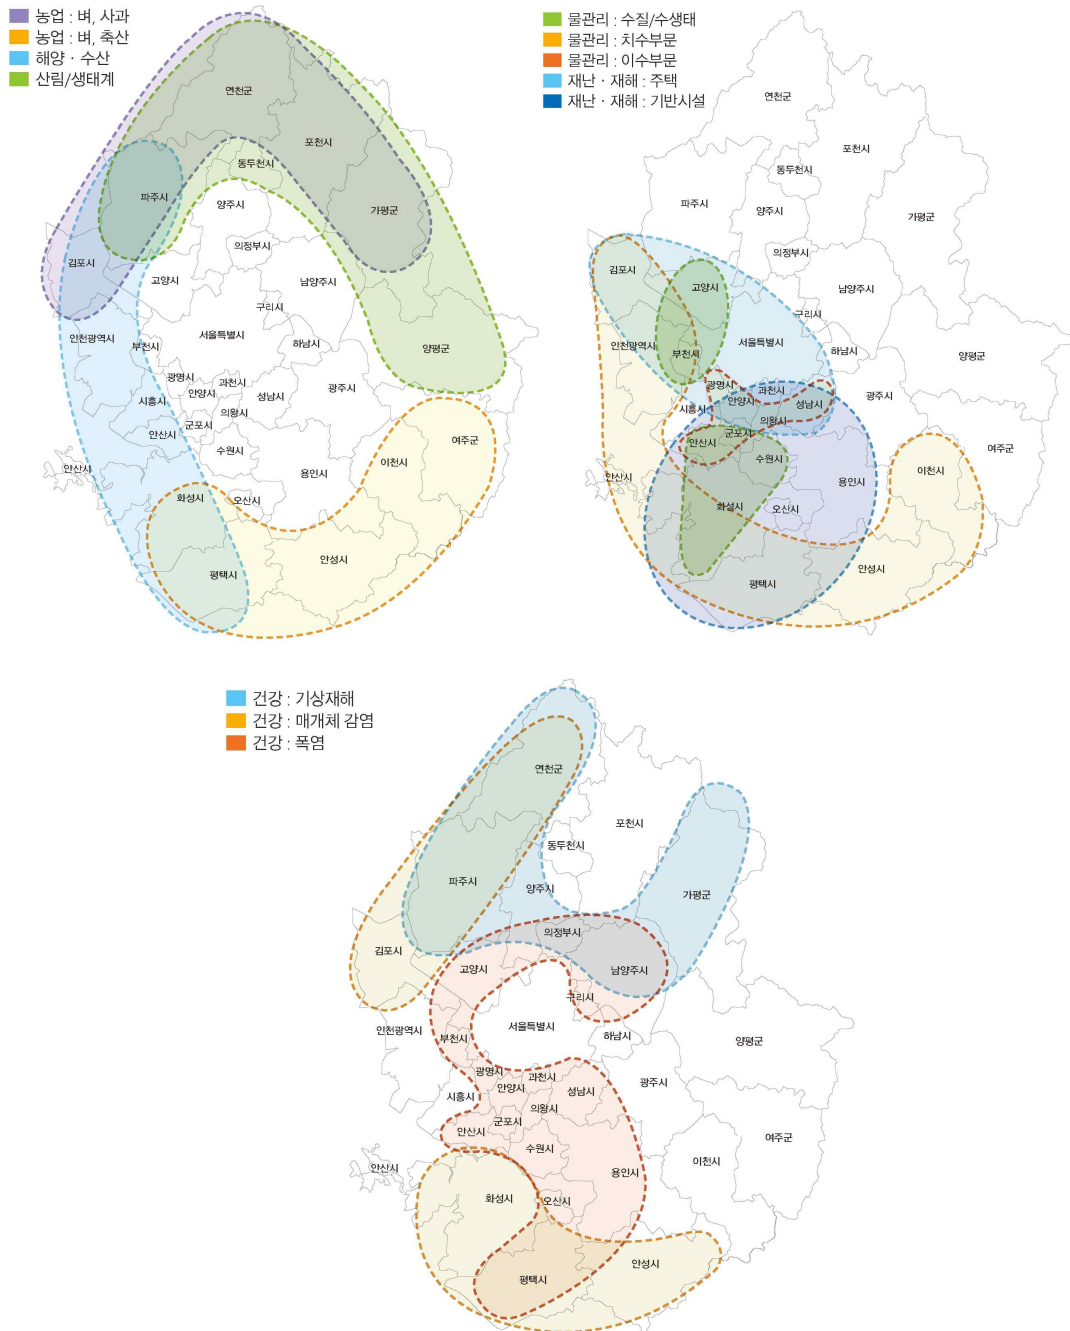 농업 : 벼, 사과
농업 : 벼, 축산
해양 · 수산
산림/생태계
연천군
포천시
동두천시
파주시
양주시
가평군
의정부시
김포시
고양시
남양주시
구리시
인천광역시
부천시
서울특별시
하남시
양평군
광명시
과천시
시흥시
안양시
성남시
광주시
의왕시
안산시
군포시
수원시
여주군
이천시
안산시
용인시
화성시
오산시
안성시
평택시
물관리 : 수질/수생태
물관리 : 치수부문
물관리 : 이수부문
재난 · 재해 : 주택
재난 · 재해 : 기반시설
연천군
포천시
동두천시
파주시
양주시
가평군
의정부시
김포시
고양시
남양주시
구리시
인천광역시
부천시
서울특별시
하남시
양평군
광명시
과천시
시흥시
안양시
성남시
광주시
의왕시
안산시
군포시
수원시
여주군
이천시
안산시
용인시
화성시
오산시
안성시
평택시
건강 : 기상재해
건강 : 매개체 감염
건강 : 폭염
연천군
포천시
동두천시
파주시
양주시
가평군
의정부시
김포시
고양시
남양주시
구리시
인천광역시
부천시
서울특별시
하남시
양평군
광명시
과천시
시흥시
안양시
성남시
광주시
의왕시
안산시
군포시
수원시
여주군
이천시
안산시
용인시
화성시
오산시
안성시
평택시